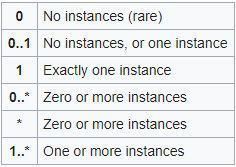 0 No instances (rare)
0..1 No instances, or one instance
1 Exactly one instance
0..* Zero or more instances
* Zero or more instances
1..* One or more instances